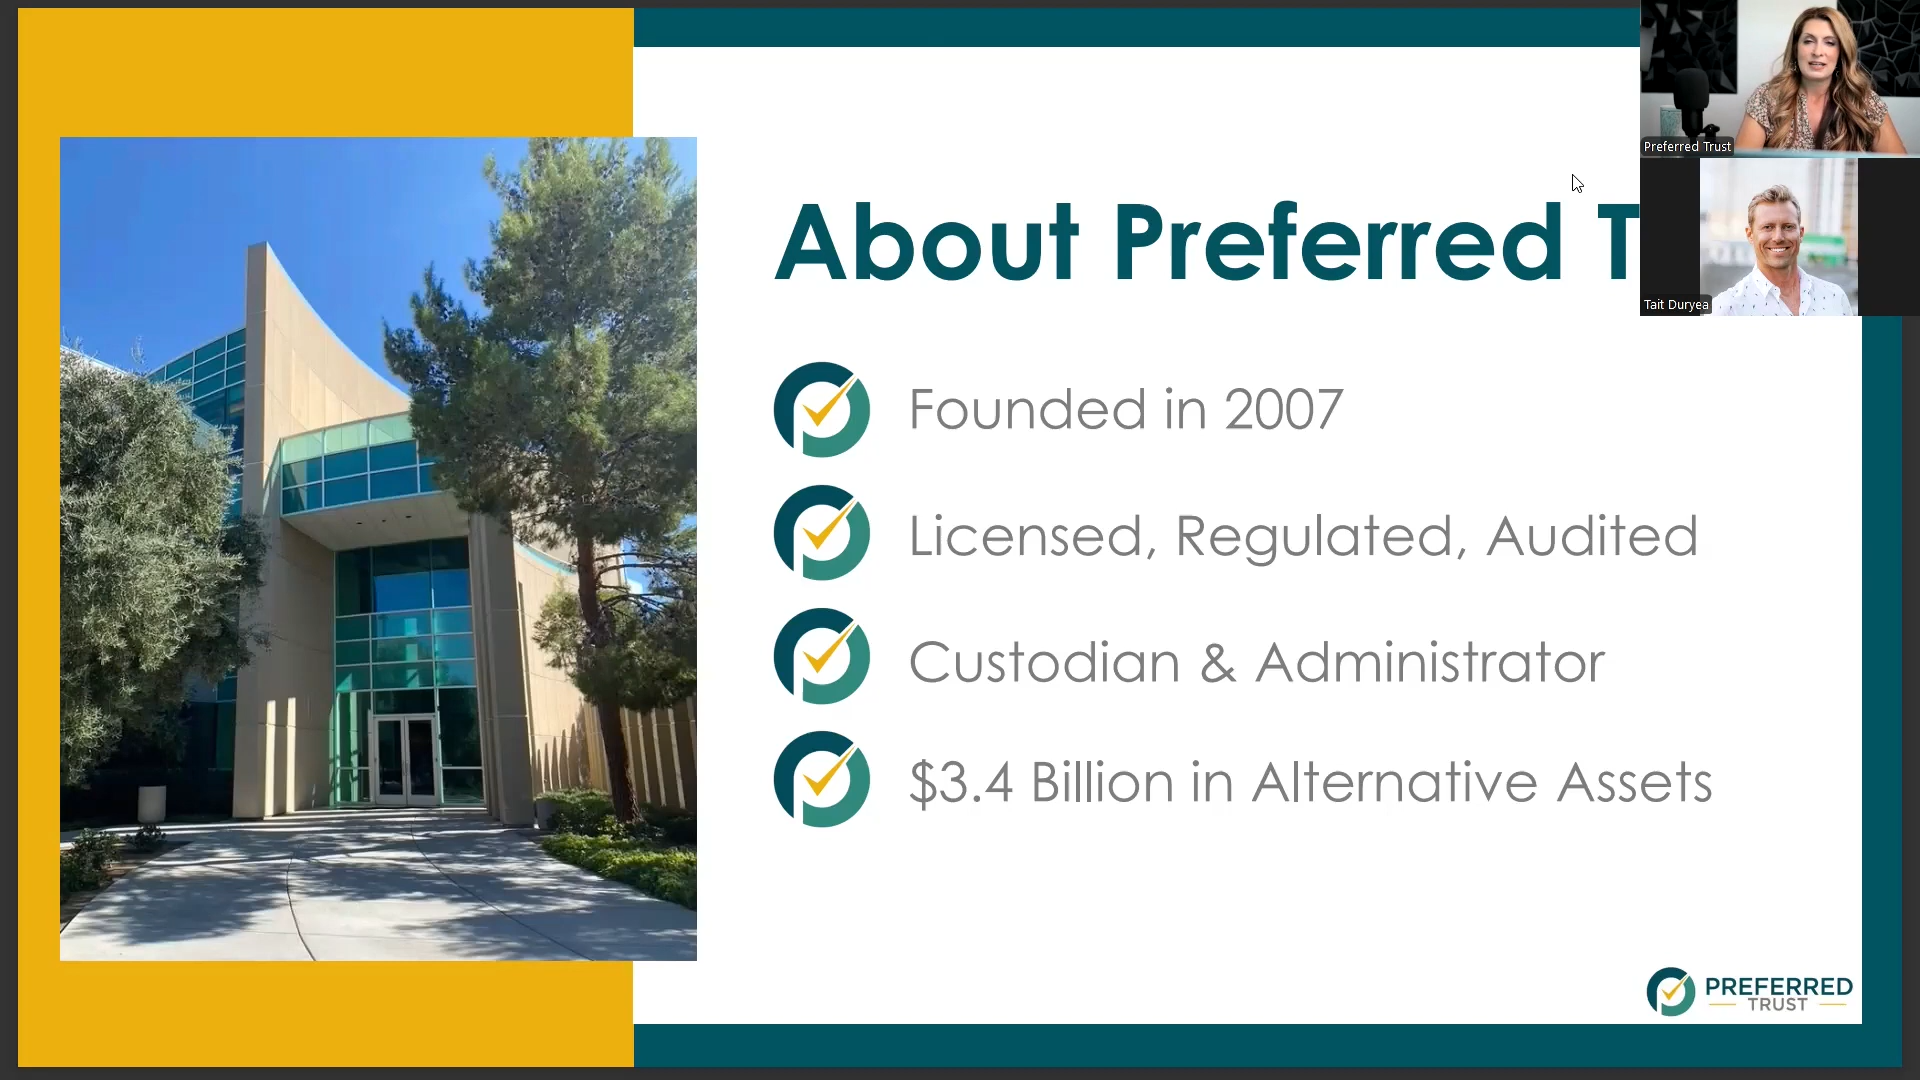 About Preferred T
Founded in 2007
Licensed, Regulated, Audited
Custodian & Administrator
$3.4 Billion in Alternative Assets
PREFERRED
TRUST
Preferred Trust
Tait Duryea